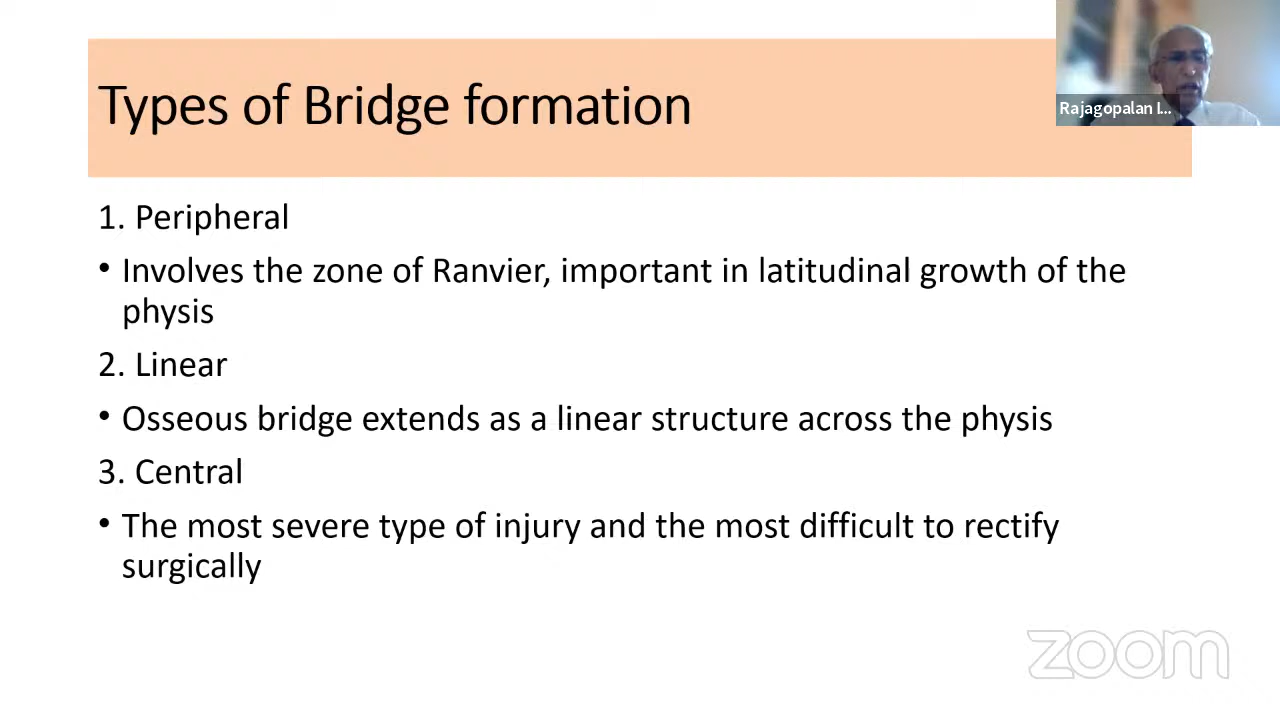 Types of Bridge formation
Rajagopalan I...
1. Peripheral
• Involves the zone of Ranvier, important in latitudinal growth of the
physis
2. Linear
• Osseous bridge extends as a linear structure across the physis
3. Central
• The most severe type of injury and the most difficult to rectify
surgically
zoom